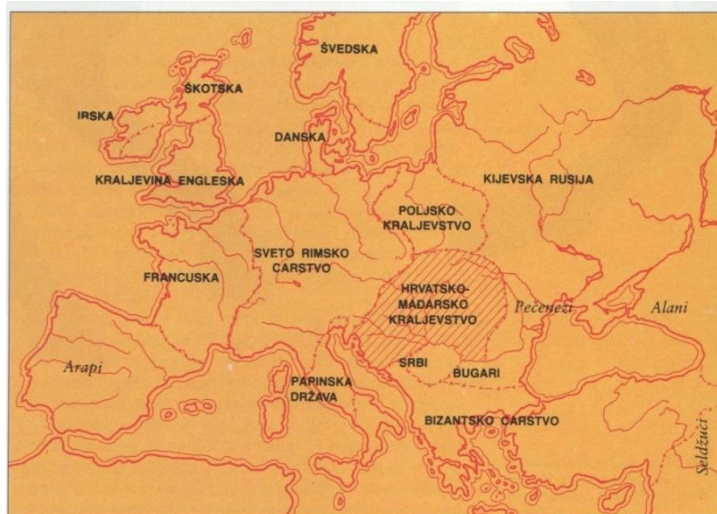 ŠVEDSKA
ŠKOTSKA
IRSKA
DANSKA
KRALJEVINA ENGLESKA
KIJEVSKA RUSIJA
POLJSKO
KRALJEVSTVO
SVETO RIMSKO
CARSTVO
FRANCUSKA
HRVATSKO-
MAĐARSKO
KRALJEVSTVO
Pečenezi
Alani
Arapi
SRBI
BUGARI
PAPINSKA
DRŽAVA
BIZANTSKO CARSTVO
Seldžuci